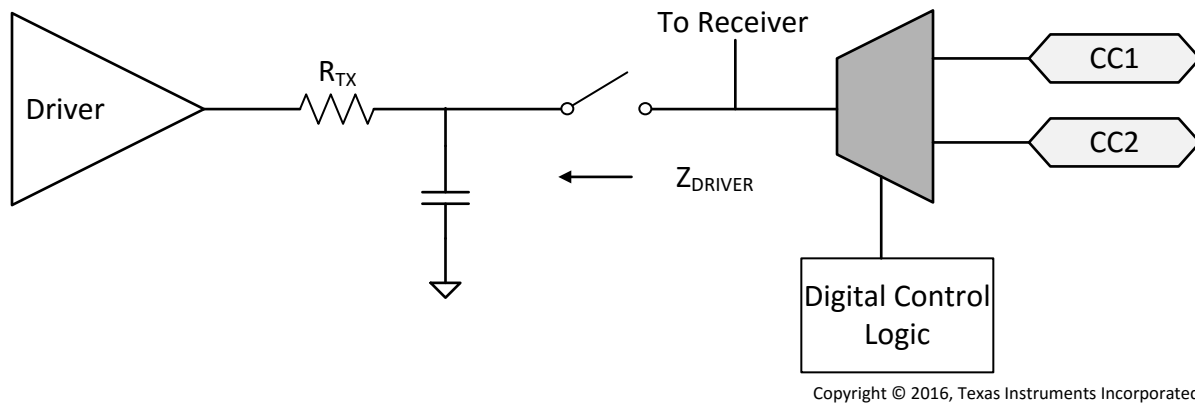 Driver
RTX
To Receiver
CC1
CC2
ZDRIVER
Digital Control
Logic
Copyright © 2016, Texas Instruments Incorporated